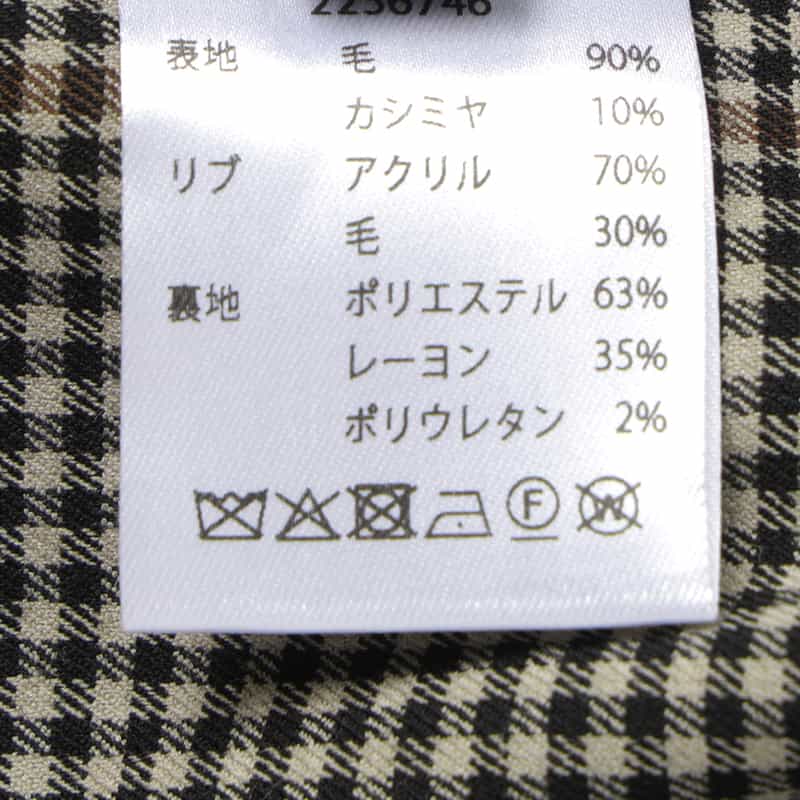 2236746
表地 毛 90%
カシミヤ 10%
リブ アクリル 70%
毛 30%
裏地 ポリエステル 63%
レーヨン 35%
ポリウレタン 2%
F W